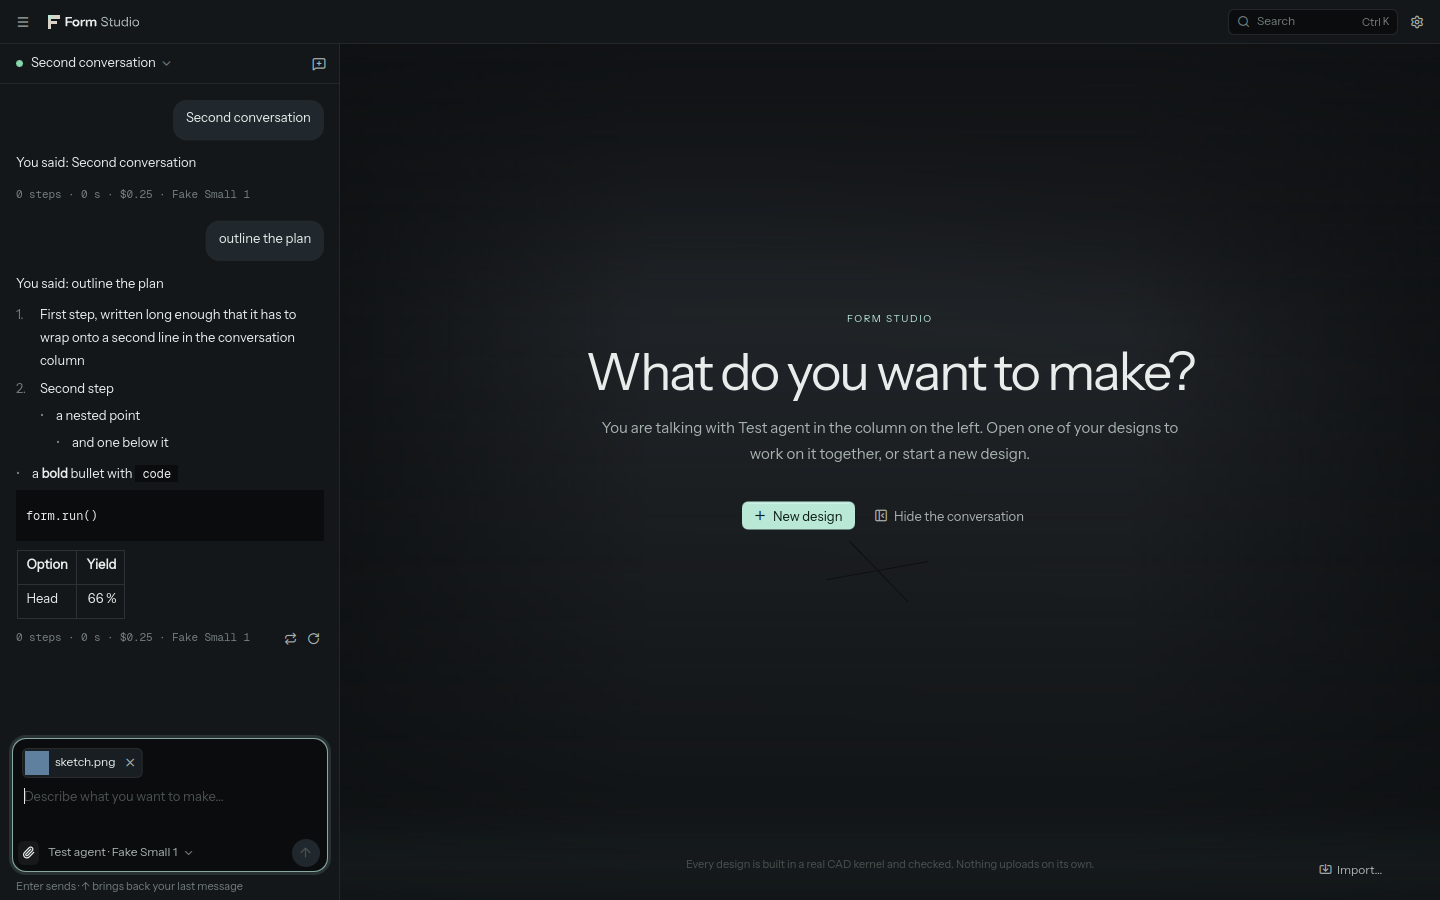 Form Studio
Search
Ctrl K
Second conversation
Second conversation
You said: Second conversation
0 steps · 0 s · $0.25 · Fake Small 1
outline the plan
You said: outline the plan
1. First step, written long enough that it has to
wrap onto a second line in the conversation
column
2. Second step
· a nested point
· and one below it
· a bold bullet with code
form.run()
Option Yield
Head 66 %
0 steps · 0 s · $0.25 · Fake Small 1
sketch.png
Describe what you want to make...
Test agent · Fake Small 1
Enter sends · ↑ brings back your last message
FORM STUDIO
What do you want to make?
You are talking with Test agent in the column on the left. Open one of your designs to
work on it together, or start a new design.
New design
Hide the conversation
Every design is built in a real CAD kernel and checked. Nothing uploads on its own.
Import...